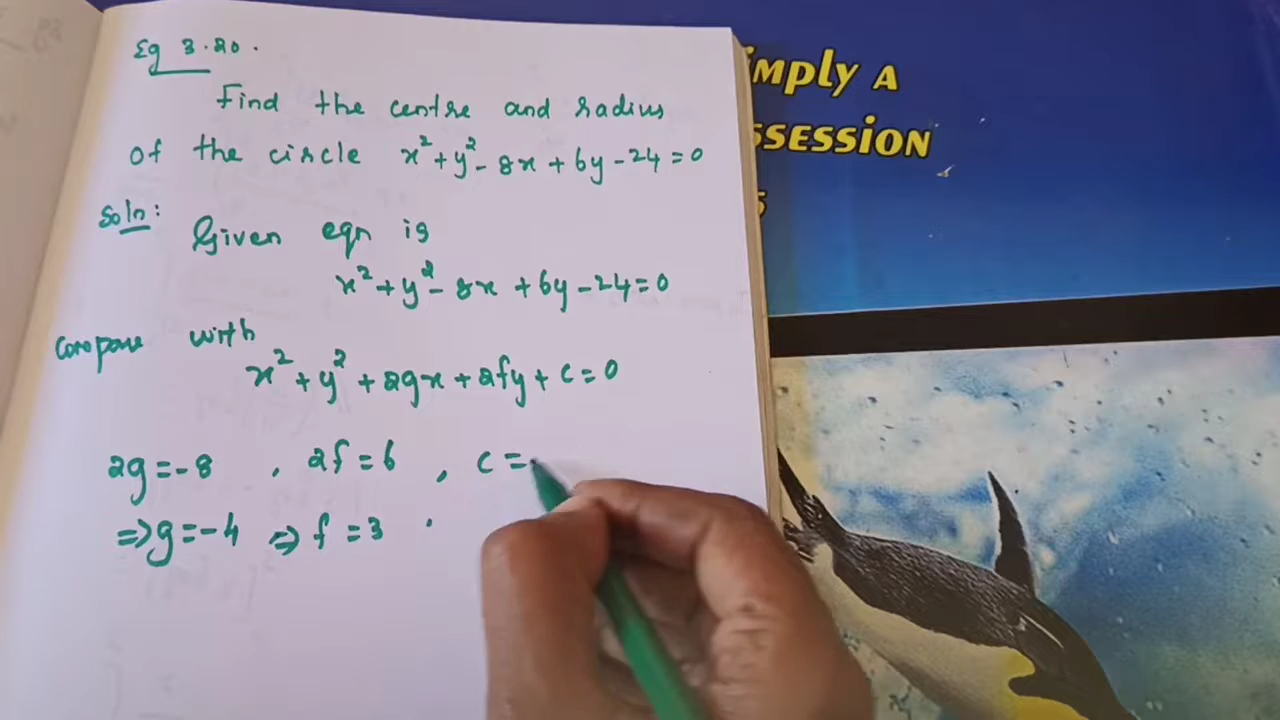 Eg 3.20.
Find the centre and radius
of the circle x²+y²-8x+6y-24=0
Soln:
Given eqn is
x²+y²-8x+6y-24=0
Compare with
x²+y²+2gx+2fy+c=0
2g=-8 , 2f=6 , c=
⇒g=-4 ⇒f=3 .
IMPLY A
SSESSION